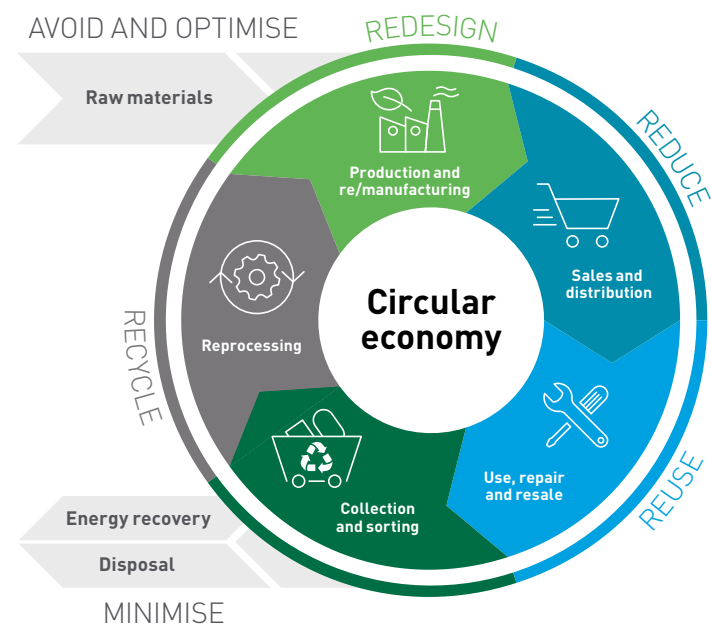 AVOID AND OPTIMISE
REDESIGN
Raw materials
REDUCE
Production and
re/manufacturing
Sales and
distribution
Circular
economy
Reprocessing
RECYCLE
Use, repair
and resale
REUSE
Collection
and sorting
Energy recovery
Disposal
MINIMISE